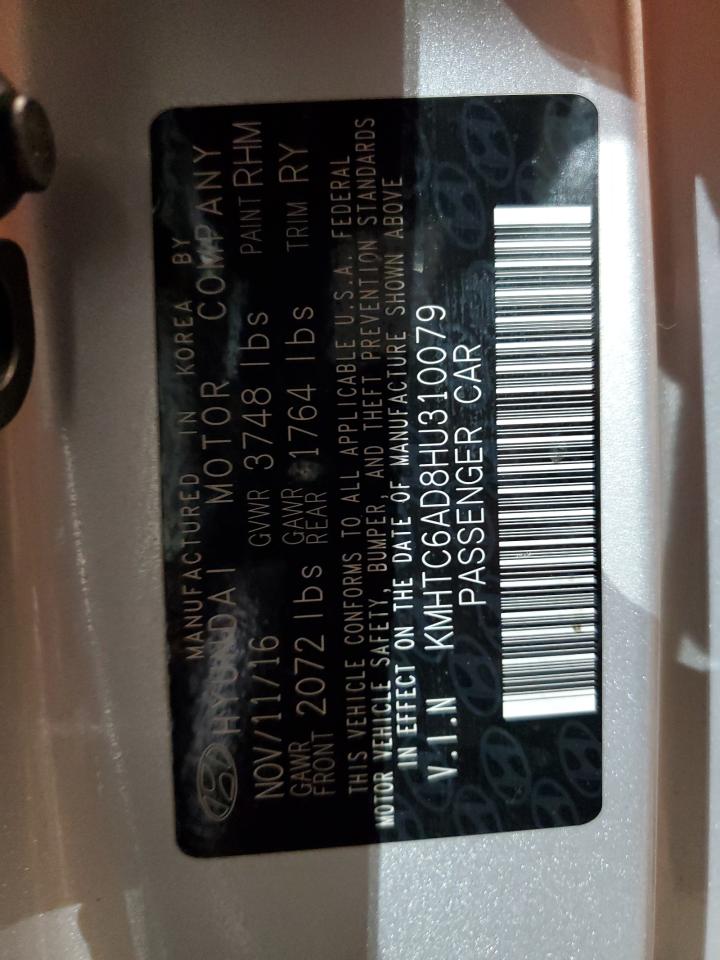 MANUFACTURED IN KOREA BY
HYUNDAI MOTOR COMPANY
NOV/11/16 GVWR 3748 lbs PAINT RHM
GAWR FRONT 2072 lbs GAWR REAR 1764 lbs TRIM RY
THIS VEHICLE CONFORMS TO ALL APPLICABLE U.S.A. FEDERAL
MOTOR VEHICLE SAFETY, BUMPER, AND THEFT PREVENTION STANDARDS
IN EFFECT ON THE DATE OF MANUFACTURE SHOWN ABOVE
V.I.N KMHTC6AD8HU310079
PASSENGER CAR